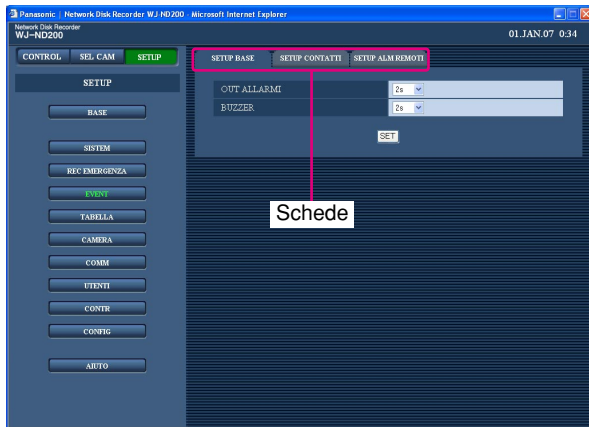 Panasonic | Network Disk Recorder WJ-ND200 - Microsoft Internet Explorer
Network Disk Recorder
WJ-ND200
01.JAN.07 0:34
CONTROL SEL CAM SETUP
SETUP BASE SETUP CONTATTI SETUP ALM REMOTI
SETUP
OUT ALLARMI 2s
BUZZER 2s
BASE
SET
SISTEM
REC EMERGENZA
EVENT
Schede
TABELLA
CAMERA
COMM
UTENTI
CONTR
CONFIG
AIUTO